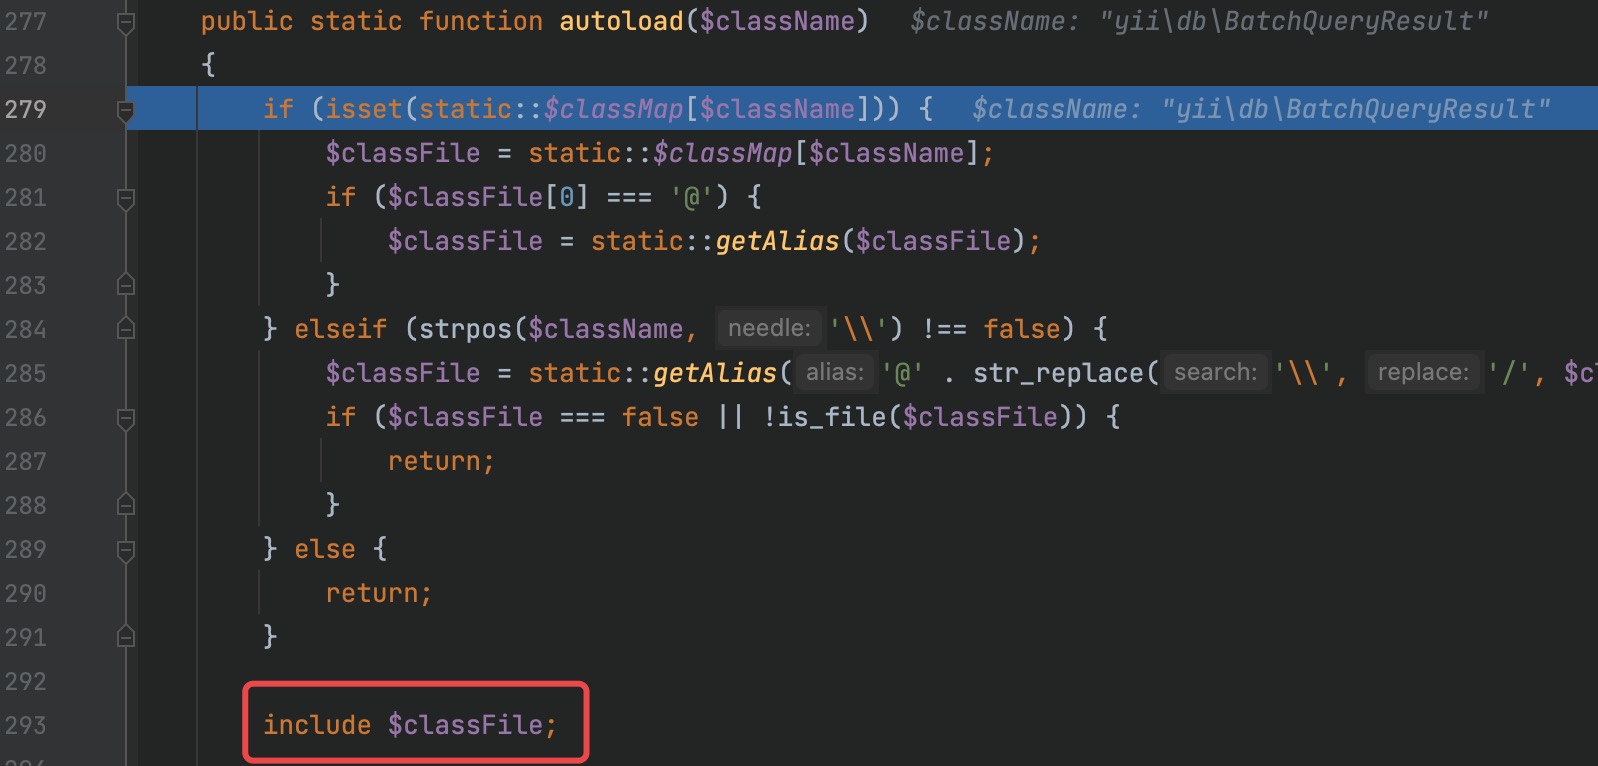 277 public static function autoload($className) $className: "yii\db\BatchQueryResult"
278 {
279 if (isset(static::$classMap[$className])) { $className: "yii\db\BatchQueryResult"
280 $classFile = static::$classMap[$className];
281 if ($classFile[0] === '@') {
282 $classFile = static::getAlias($classFile);
283 }
284 } elseif (strpos($className, needle: '\\') !== false) {
285 $classFile = static::getAlias( alias: '@' . str_replace( search: '\\', replace: '/',
286 if ($classFile === false || !is_file($classFile)) {
287 return;
288 }
289 } else {
290 return;
291 }
292
293 include $classFile;